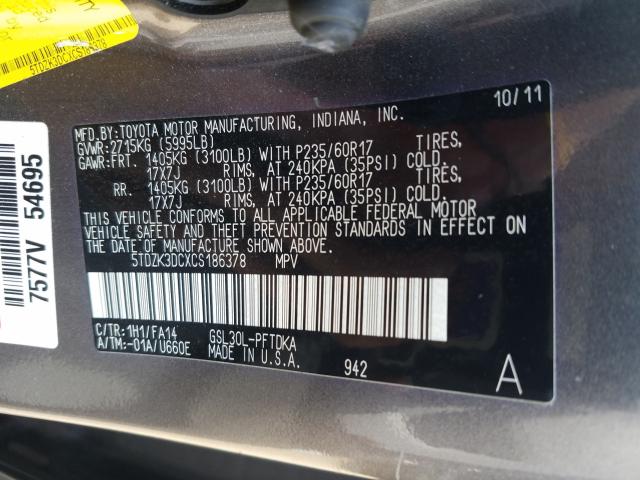 5TDZK3DCXCS186378
7577V 54695
MFD.BY: TOYOTA MOTOR MANUFACTURING, INDIANA, INC. 10/11
GVWR: 2715KG (5995LB)
GAWR: FRT. 1405KG (3100LB) WITH P235/60R17 TIRES,
17X7J RIMS, AT 240KPA (35PSI) COLD.
RR. 1405KG (3100LB) WITH P235/60R17 TIRES,
17X7J RIMS, AT 240KPA (35PSI) COLD.
THIS VEHICLE CONFORMS TO ALL APPLICABLE FEDERAL MOTOR
VEHICLE SAFETY AND THEFT PREVENTION STANDARDS IN EFFECT ON
THE DATE OF MANUFACTURE SHOWN ABOVE.
5TDZK3DCXCS186378 MPV
C/TR: 1H1/FA14 GSL30L-PFTDKA
A/TM: -01A/U660E MADE IN U.S.A. 942
A